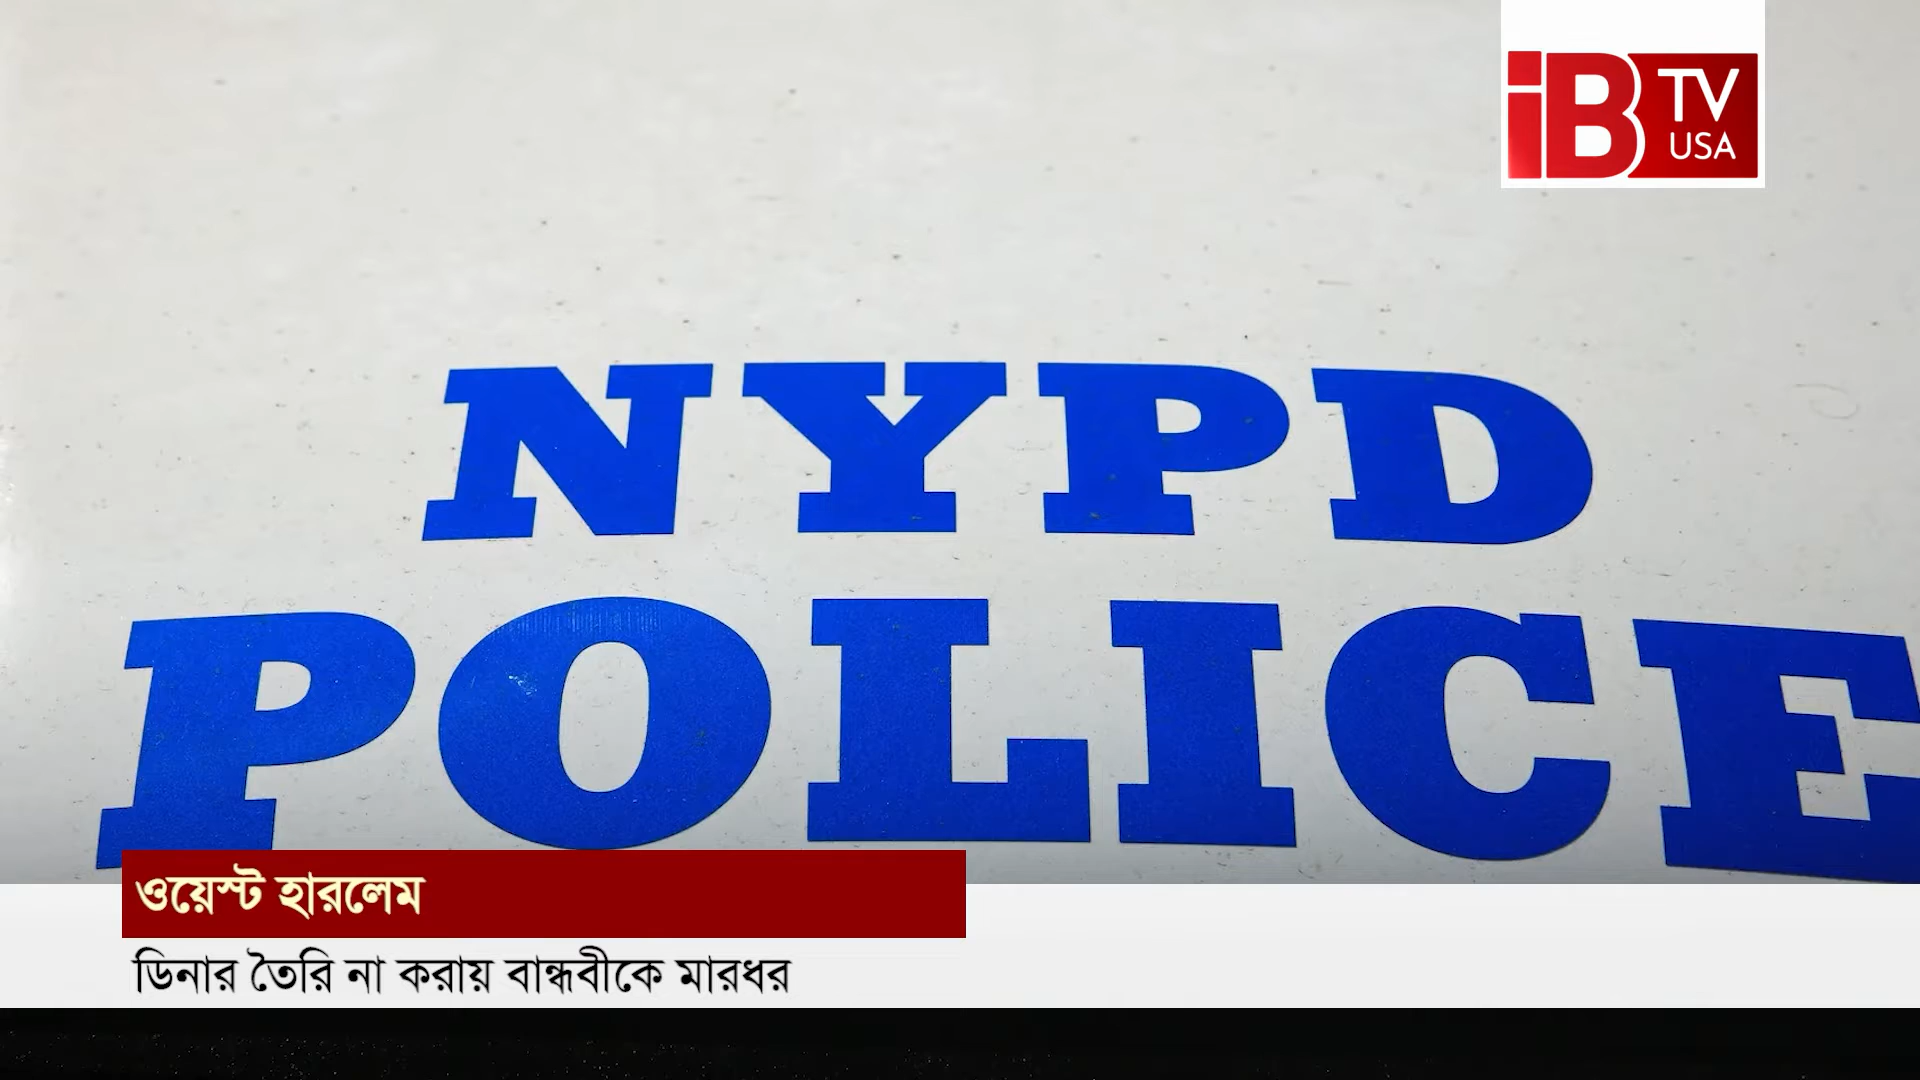 iB TV
USA
NYPD
POLICE
ওয়েস্ট হারলেম
ডিনার তৈরি না করায় বান্ধবীকে মারধর